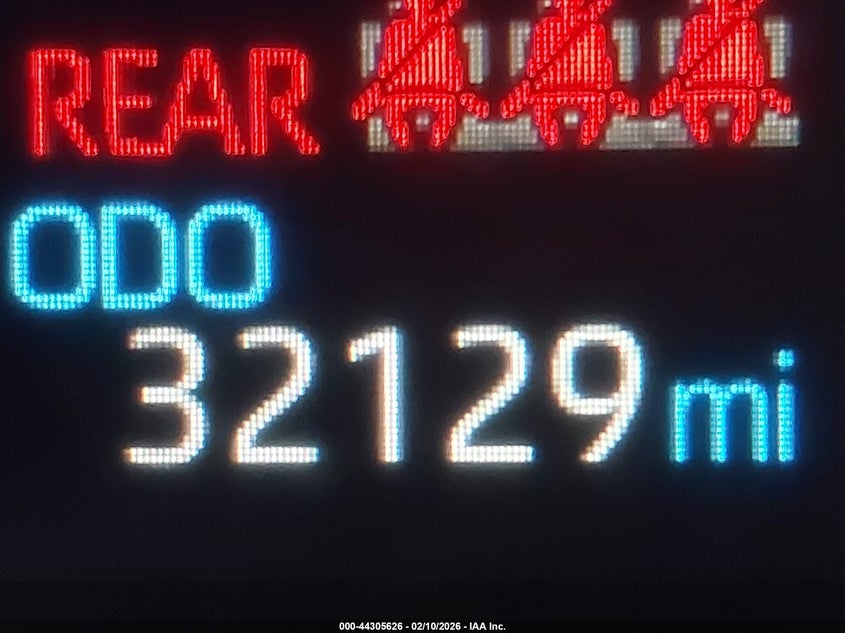 REAR
ODO
32129 mi
000-44305626 - 02/10/2026 - IAA Inc.